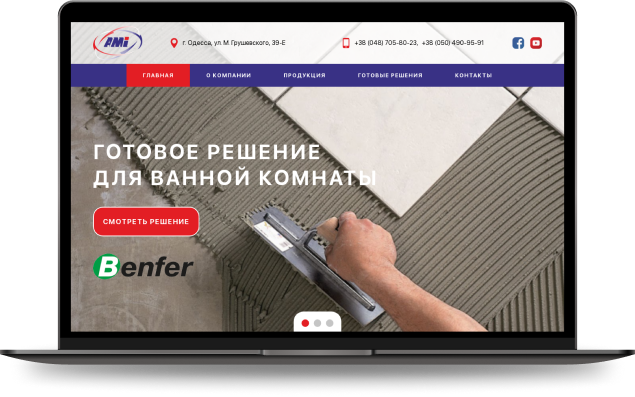 AMi
г. Одесса, ул. М. Грушевского, 39-Е
+38 (048) 705-80-23, +38 (050) 490-95-91
ГЛАВНАЯ
О КОМПАНИИ
ПРОДУКЦИЯ
ГОТОВЫЕ РЕШЕНИЯ
КОНТАКТЫ
ГОТОВОЕ РЕШЕНИЕ
ДЛЯ ВАННОЙ КОМНАТЫ
СМОТРЕТЬ РЕШЕНИЕ
Benfer